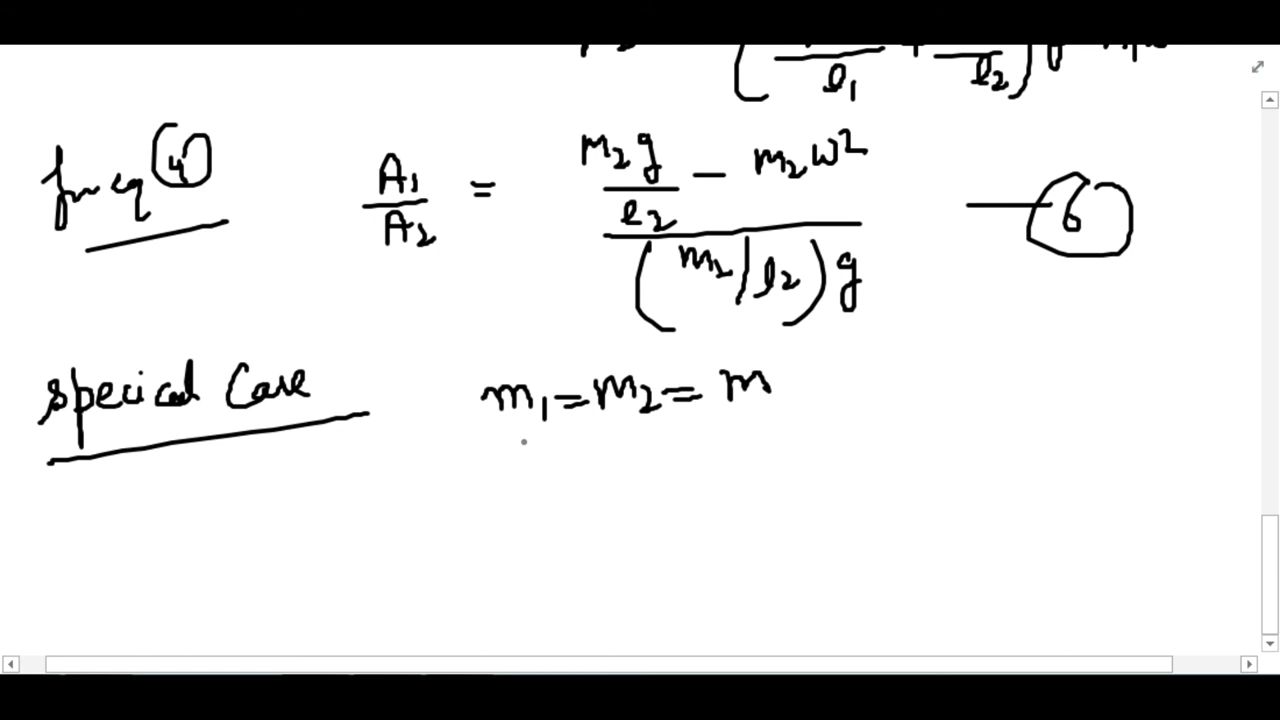 l₁ l₂
from eq (4) A₁/A₂ = (m₂g/l₂ - m₂ω²)/((m₂/l₂)g) — (6)
special Case m₁ = m₂ = m